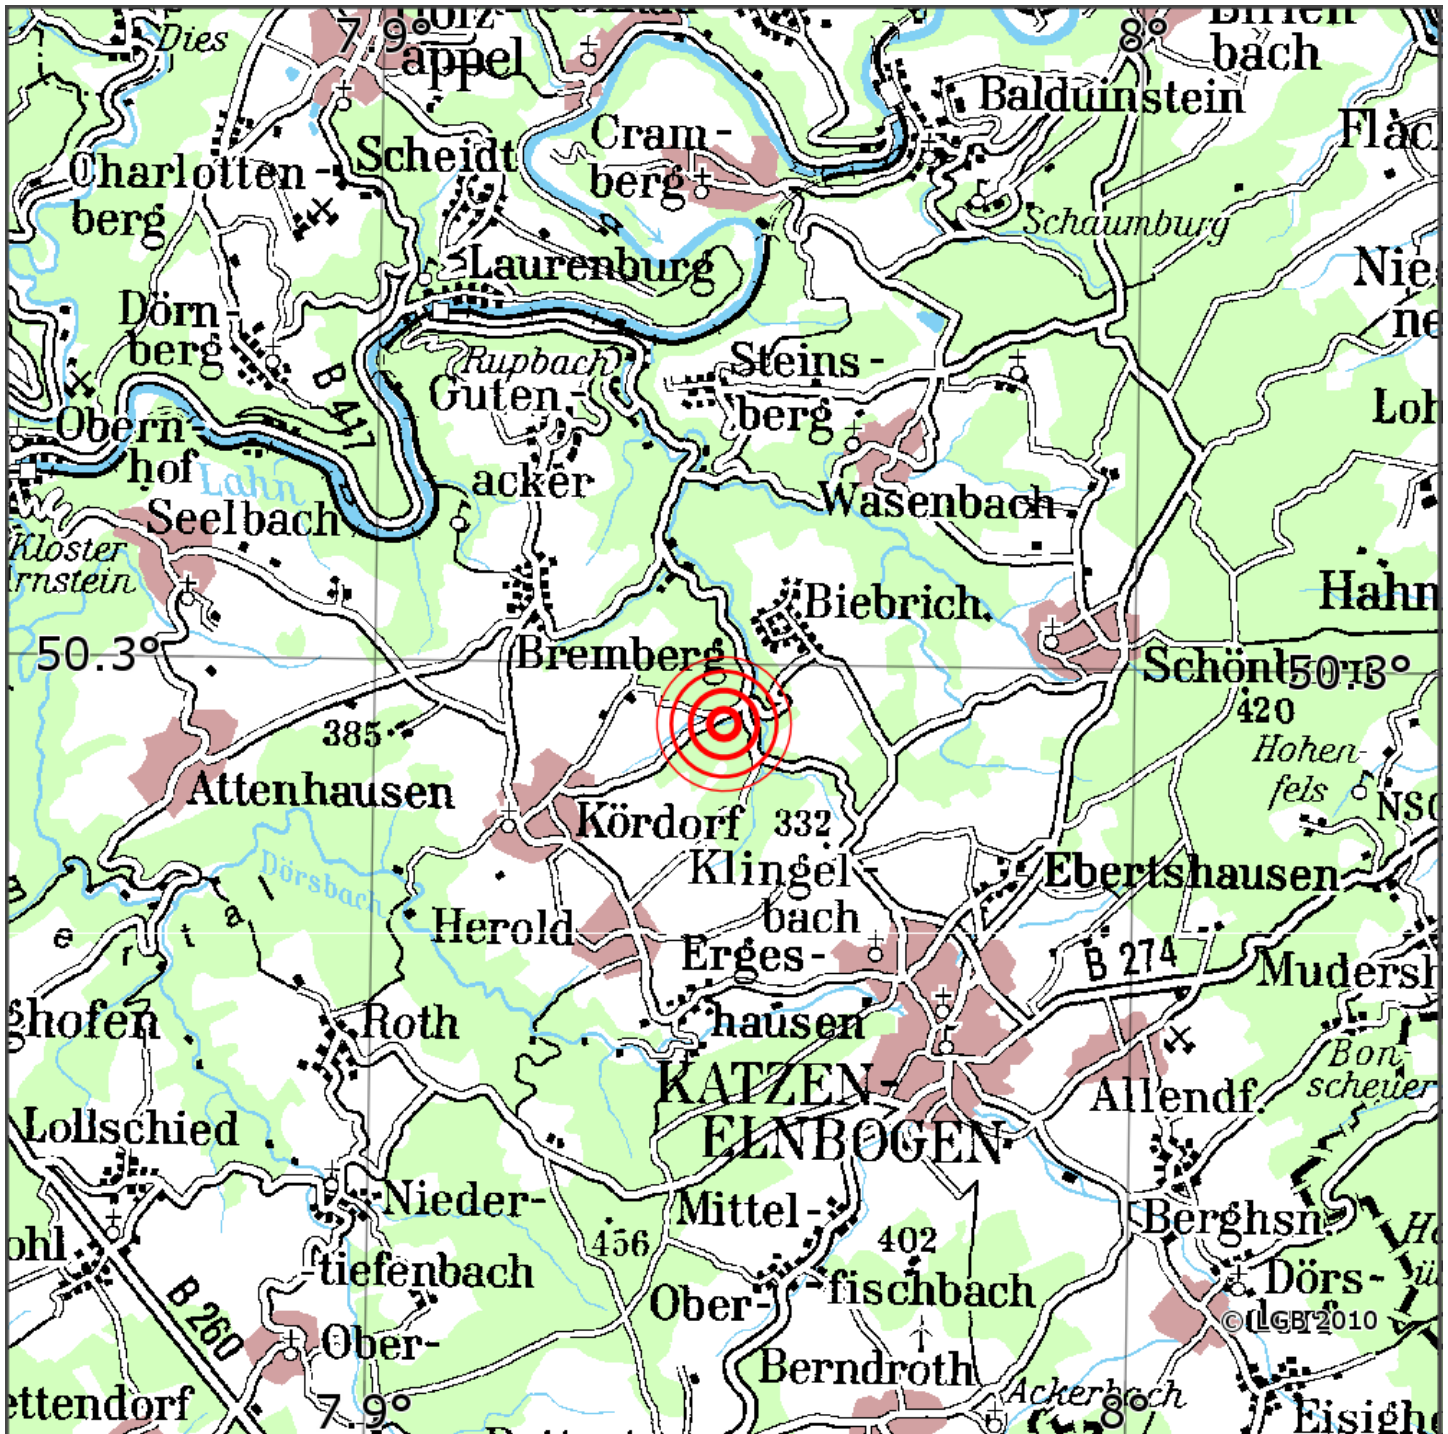 Dies
7.9°
appel
8°
bach
Balduinstein
Cram-
berg
Scheidt
Charlotten-
berg
Schaumburg
Laurenburg
Dörn-
berg
Rupbach
Steins-
berg
B 417
Guten-
acker
Obern-
hof
Lahn
Seelbach
Wasenbach
Kloster
Biebrich
Bremberg
50.3°
50.3°
385
420
Hohen-
fels
Attenhausen
Kördorf
332
Klingel-
bach
Ebertshausen
Dörsbach
Herold
Erges-
hausen
B 274
Roth
KATZEN-
ELNBOGEN
Bon-
scheuer
Allendf.
Lollschied
Nieder-
tiefenbach
Mittel-
456
402
Ober-
fischbach
Berghsn.
Dörs-
dorf
© LGB 2010
B 260
Ober-
Berndroth
Ackerbach
7.9°
8°